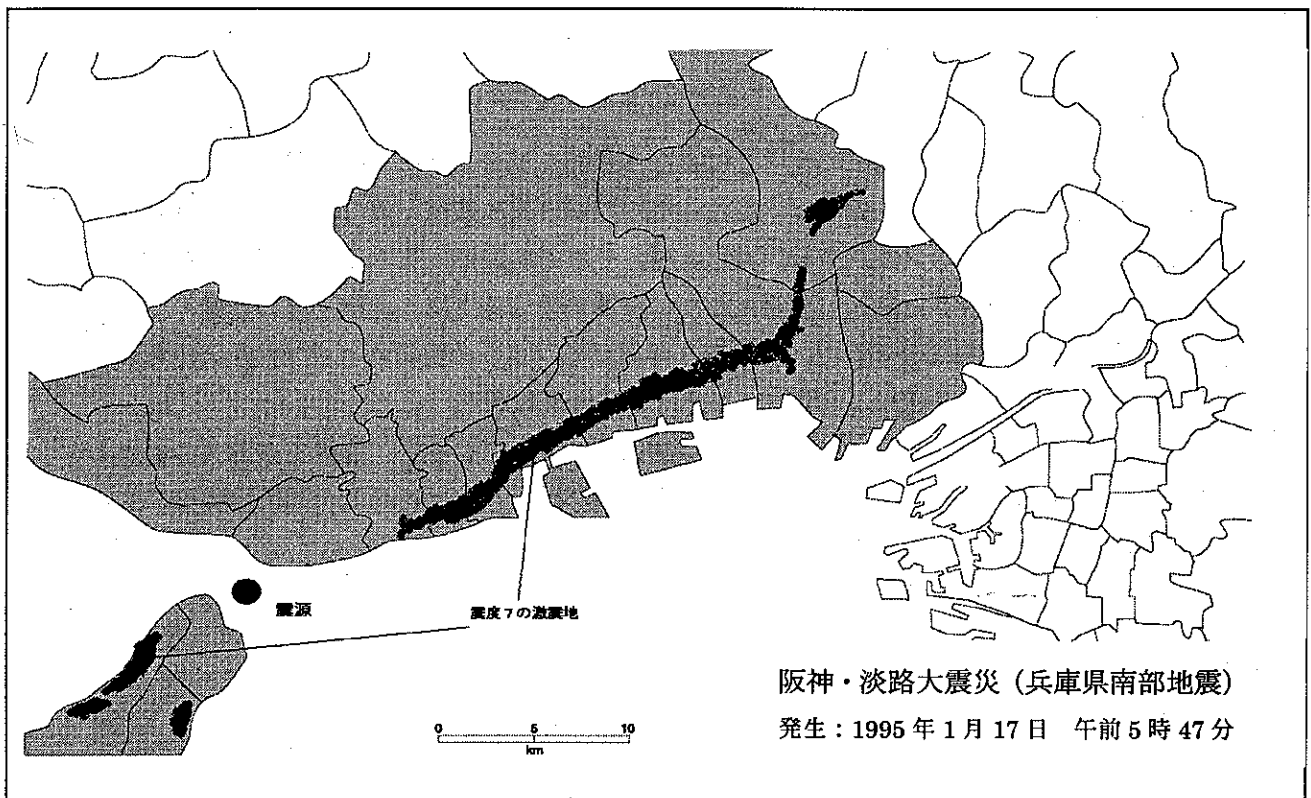 震源
震度7の激震地
0 5 10
km
阪神・淡路大震災（兵庫県南部地震）
発生：1995年1月17日 午前5時47分